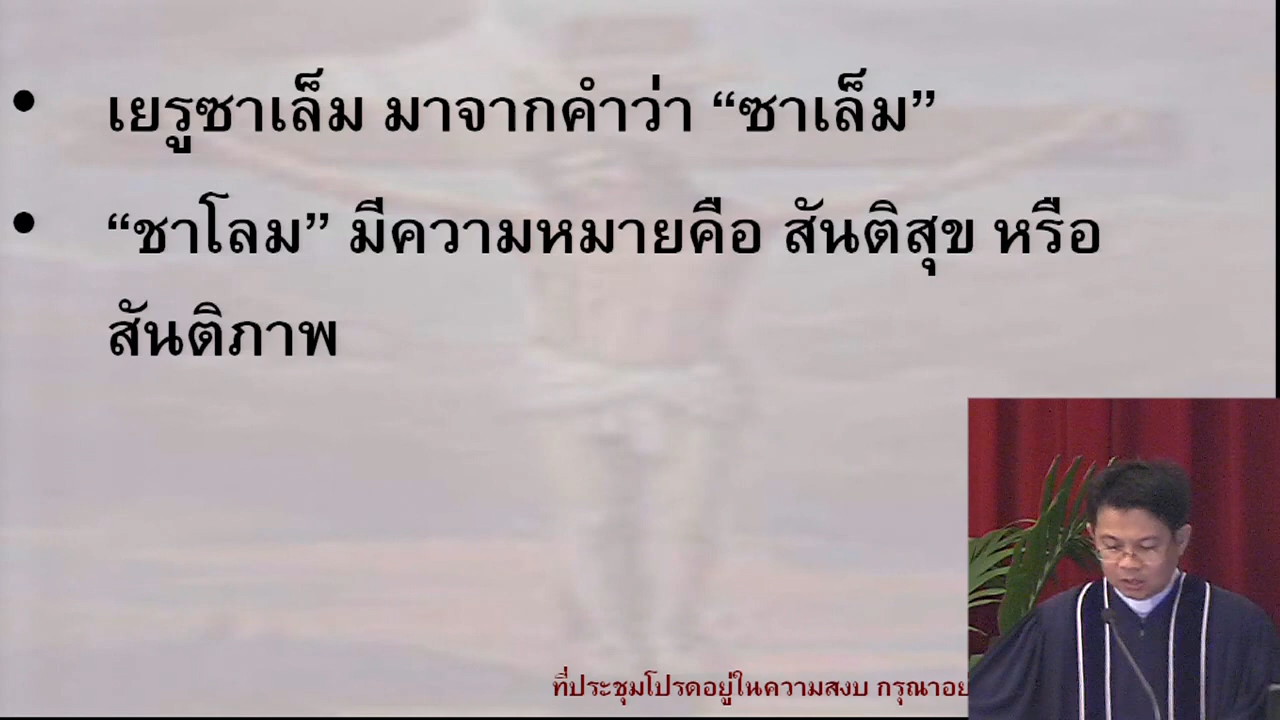 • เยรูซาเล็ม มาจากคำว่า “ซาเล็ม”
• “ชาโลม” มีความหมายคือ สันติสุข หรือ
สันติภาพ
ที่ประชุมโปรดอยู่ในความสงบ กรุณาอย